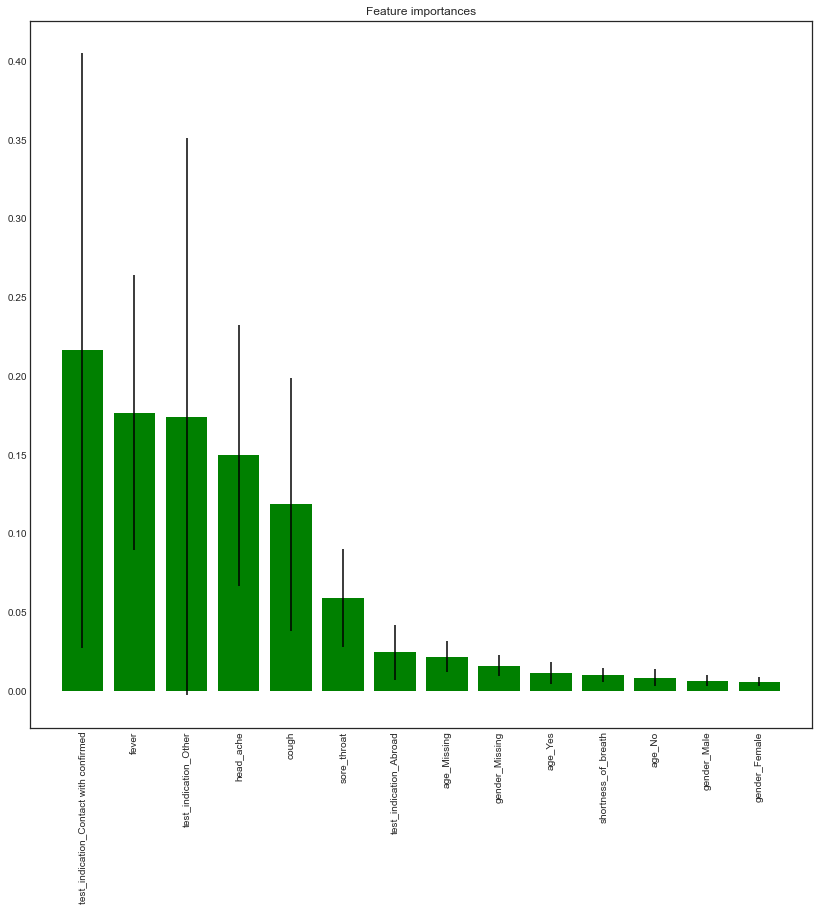 Feature importances
0.40
0.35
0.30
0.25
0.20
0.15
0.10
0.05
0.00
test_indication_Contact with confirmed
fever
test_indication_Other
head_ache
cough
sore_throat
test_indication_Abroad
age_Missing
gender_Missing
age_Yes
shortness_of_breath
age_No
gender_Male
gender_Female